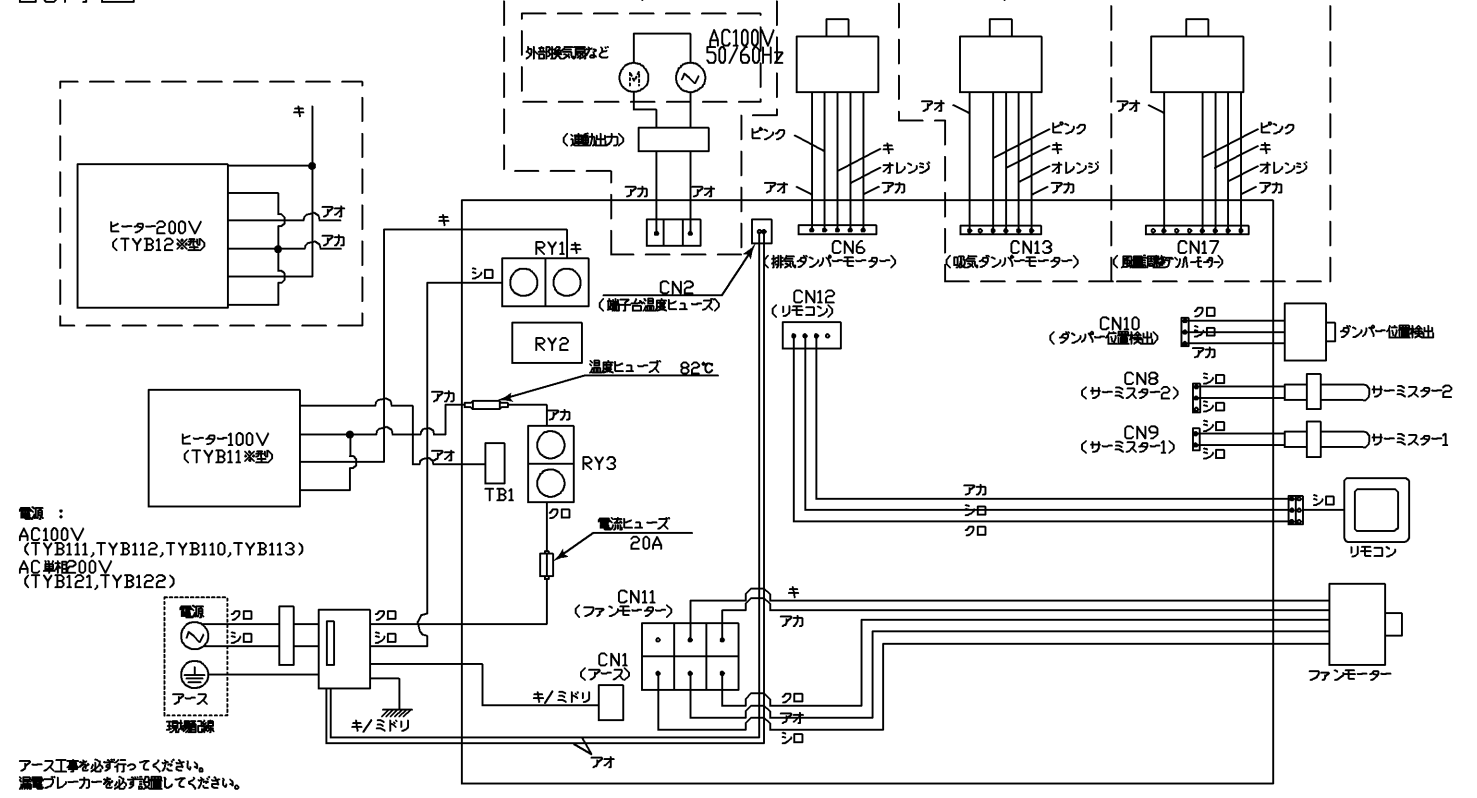 外部換気扇など
AC100V
50/60Hz
M
(連動出力)
アカ
アオ
ピンク
キ
オレンジ
アオ
アカ
CN6
(排気ダンパーモーター)
アオ
ピンク
キ
オレンジ
アカ
CN13
(吸気ダンパーモーター)
アオ
ピンク
キ
オレンジ
アカ
CN17
キ
ヒーター200V
(TYB12※型)
アオ
アカ
キ
RY1
キ
シロ
CN2
(端子台温度ヒューズ)
RY2
温度ヒューズ 82℃
CN12
(リモコン)
CN10
(ダンパー位置検出)
クロ
シロ
アカ
ダンパー位置検出
CN8
(サーミスター2)
シロ
シロ
サーミスター2
CN9
(サーミスター1)
シロ
シロ
サーミスター1
ヒーター100V
(TYB11※型)
アカ
アオ
アカ
RY3
TB1
クロ
電流ヒューズ
20A
アカ
シロ
クロ
シロ
リモコン
電源 :
AC100V
(TYB111,TYB112,TYB110,TYB113)
AC単相200V
(TYB121,TYB122)
電源
クロ
シロ
アース
現場配線
クロ
シロ
キ/ミドリ
キ/ミドリ
CN11
(ファンモーター)
CN1
(アース)
キ
アカ
クロ
アオ
シロ
アオ
ファンモーター
アース工事を必ず行ってください。
漏電ブレーカーを必ず設置してください。